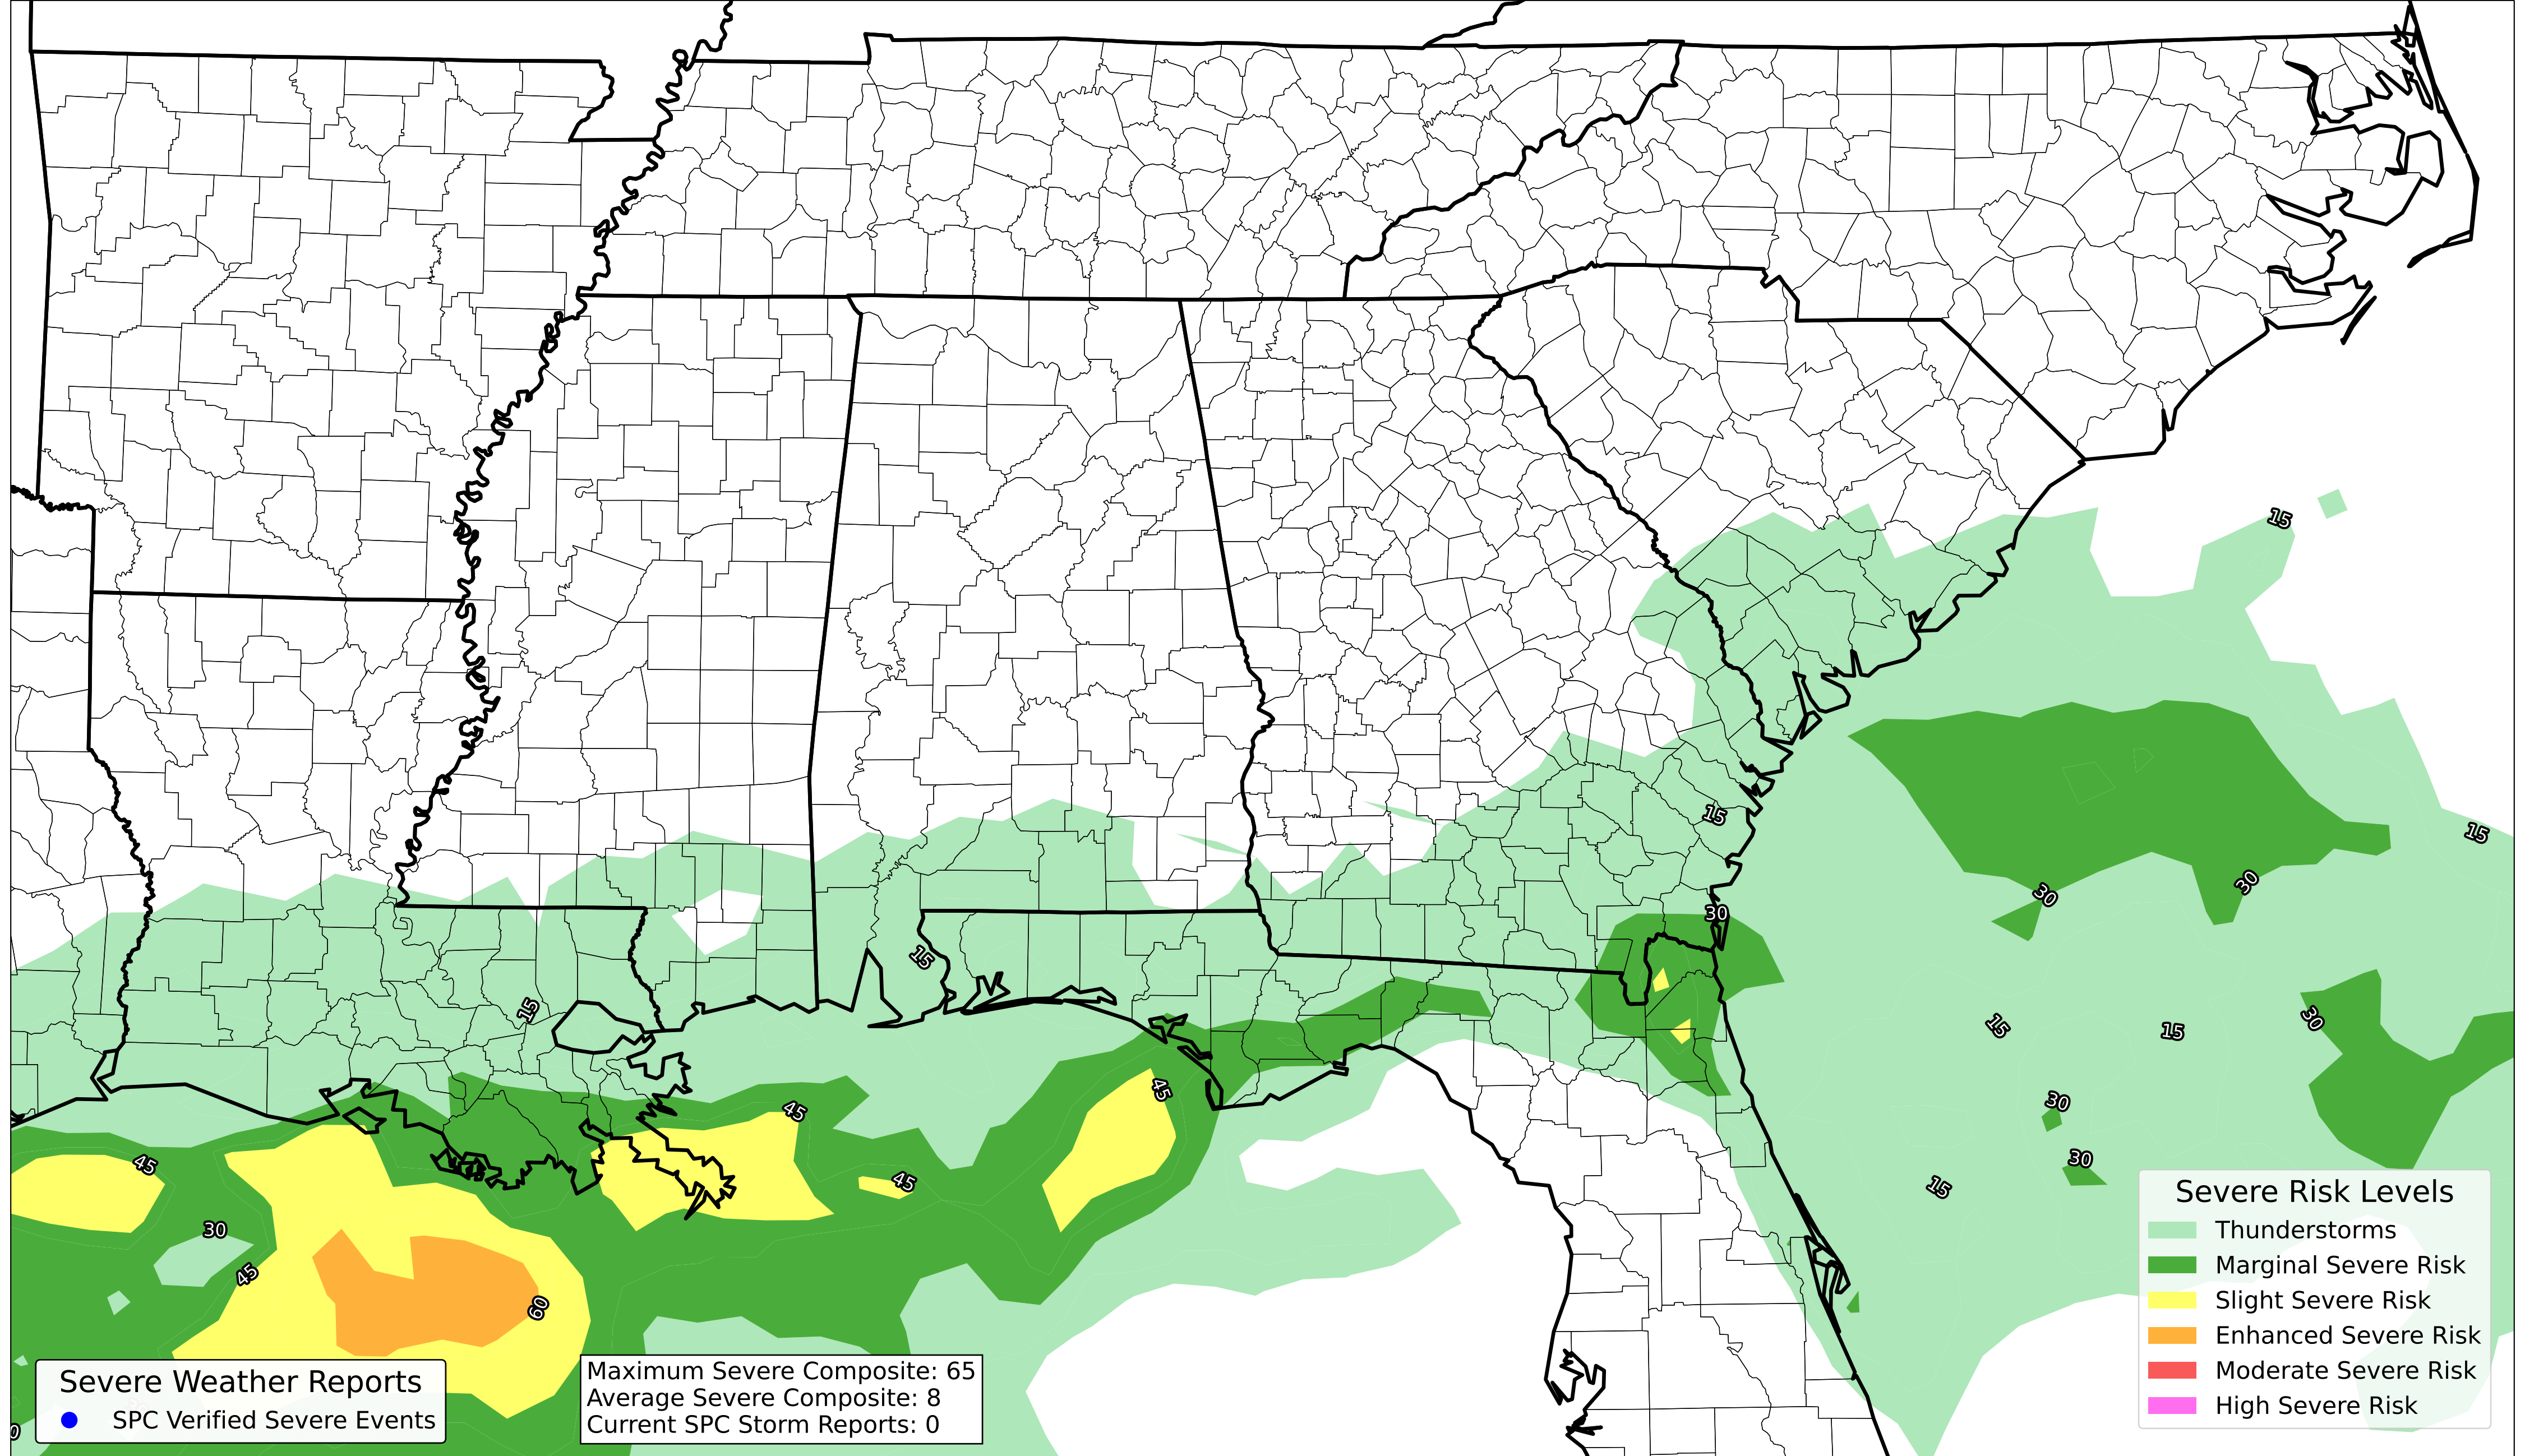 15
15
15
30
30
30
15
15
15
15
30
30
45
45
30
45
45
30
15
45
60
Severe Risk Levels
Thunderstorms
Marginal Severe Risk
Slight Severe Risk
Enhanced Severe Risk
Moderate Severe Risk
High Severe Risk
Severe Weather Reports
SPC Verified Severe Events
Maximum Severe Composite: 65
Average Severe Composite: 8
Current SPC Storm Reports: 0